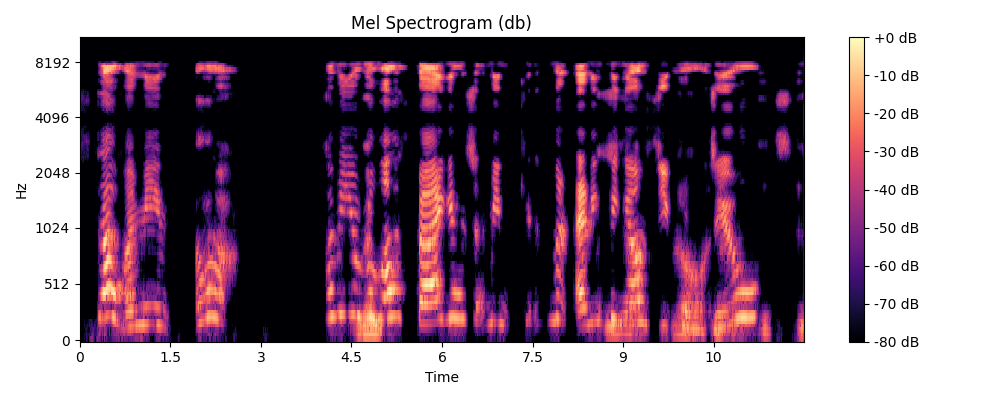 Mel Spectrogram (db)
8192
4096
2048
1024
512
0
Hz
0 1.5 3 4.5 6 7.5 9 10
Time
+0 dB
-10 dB
-20 dB
-30 dB
-40 dB
-50 dB
-60 dB
-70 dB
-80 dB